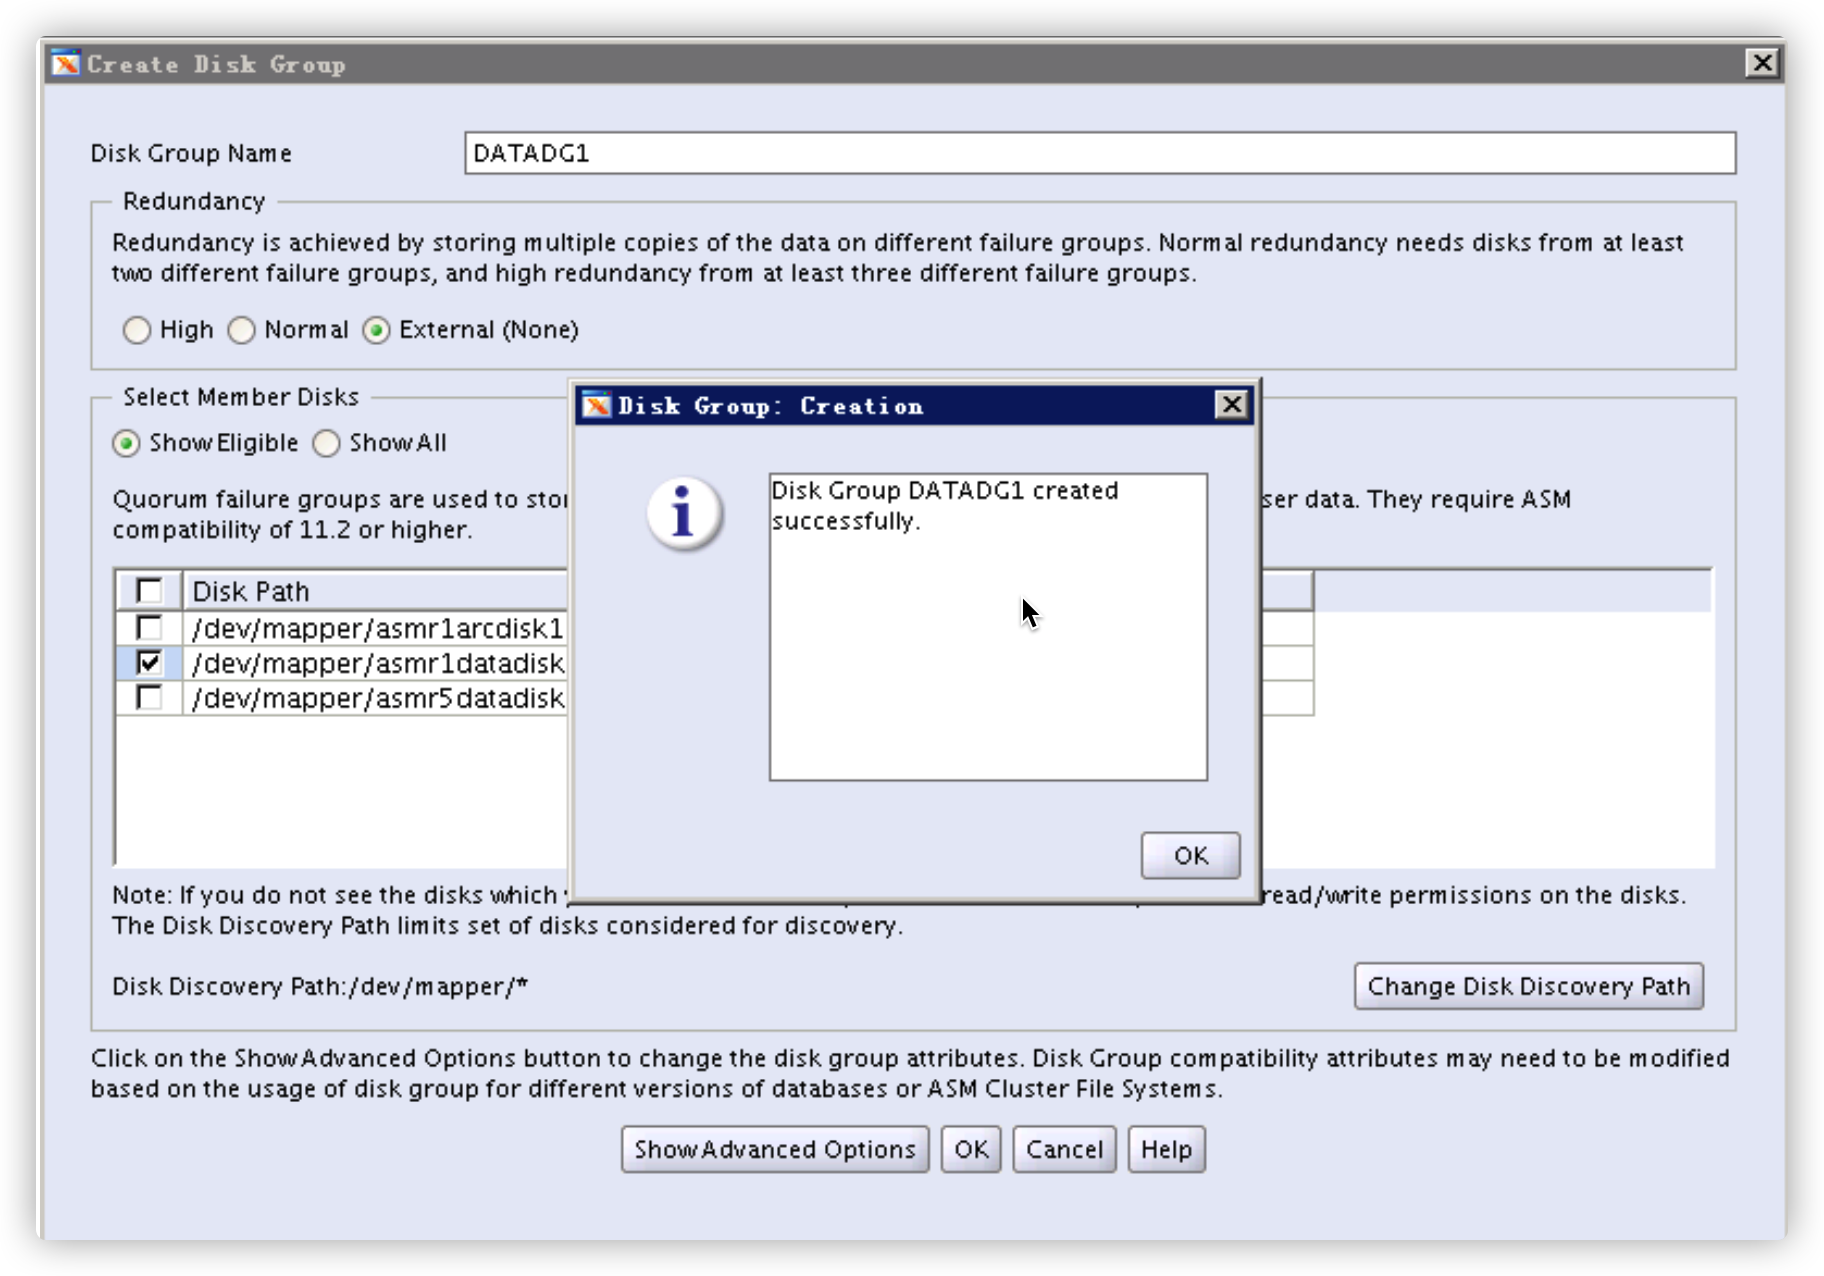 Create Disk Group
Disk Group Name DATADG1
Redundancy
Redundancy is achieved by storing multiple copies of the data on different failure groups. Normal redundancy needs disks from at least
two different failure groups, and high redundancy from at least three different failure groups.
High Normal External (None)
Select Member Disks
Show Eligible Show All
Quorum failure groups are used to
ser data. They require ASM
compatibility of 11.2 or higher.
Disk Path
/dev/mapper/asmr1arcdisk1
/dev/mapper/asmr1datadisk
/dev/mapper/asmr5datadisk
Disk Group: Creation
Disk Group DATADG1 created
successfully.
OK
Note: If you do not see the disks which
read/write permissions on the disks.
The Disk Discovery Path limits set of disks considered for discovery.
Disk Discovery Path:/dev/mapper/*
Change Disk Discovery Path
Click on the Show Advanced Options button to change the disk group attributes. Disk Group compatibility attributes may need to be modified
based on the usage of disk group for different versions of databases or ASM Cluster File Systems.
Show Advanced Options OK Cancel Help